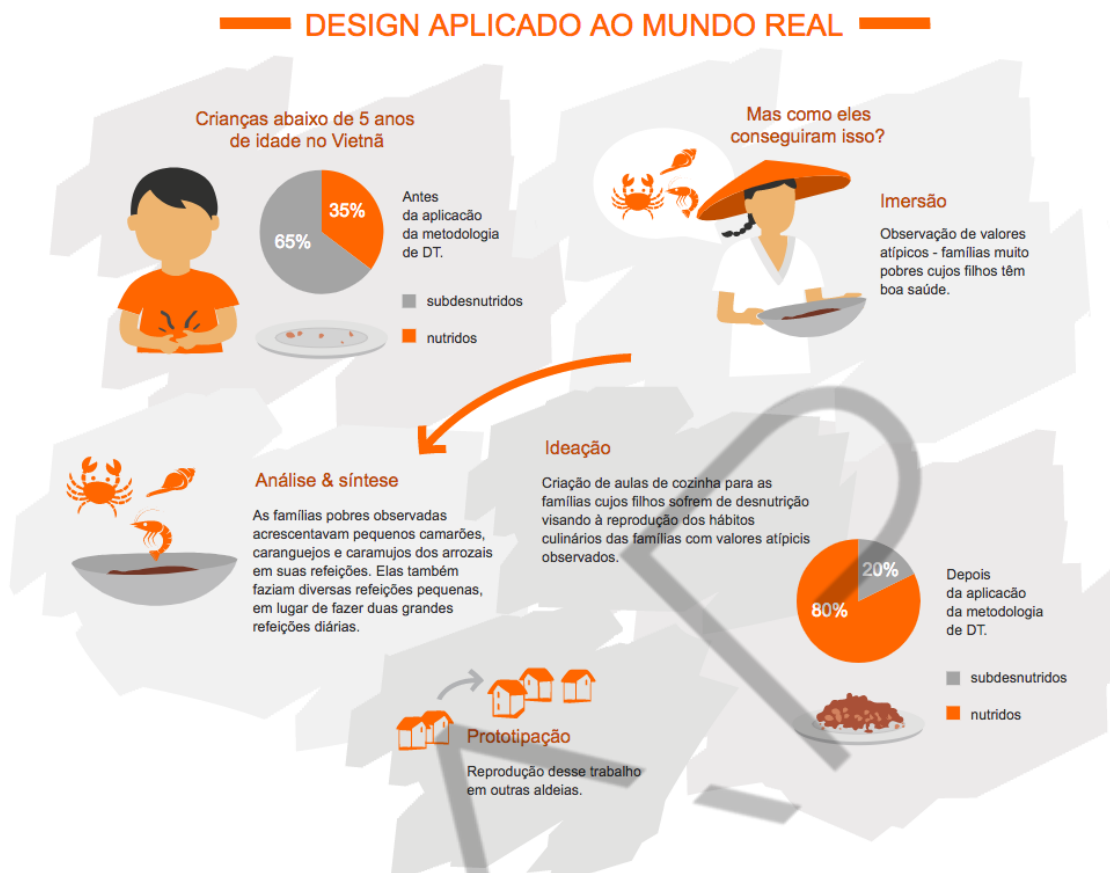 DESIGN APLICADO AO MUNDO REAL
Crianças abaixo de 5 anos
de idade no Vietnã
35%
65%
Antes
da aplicacão
da metodologia
de DT.
subdesnutridos
nutridos
Mas como eles
conseguiram isso?
Imersão
Observação de valores
atípicos - famílias muito
pobres cujos filhos têm
boa saúde.
Análise & síntese
As famílias pobres observadas
acrescentavam pequenos camarões,
caranguejos e caramujos dos arrozais
em suas refeições. Elas também
faziam diversas refeições pequenas,
em lugar de fazer duas grandes
refeições diárias.
Ideação
Criação de aulas de cozinha para as
famílias cujos filhos sofrem de desnutrição
visando à reprodução dos hábitos
culinários das famílias com valores atípicis
observados.
20%
80%
Depois
da aplicacão
da metodologia
de DT.
subdesnutridos
nutridos
Prototipação
Reprodução desse trabalho
em outras aldeias.